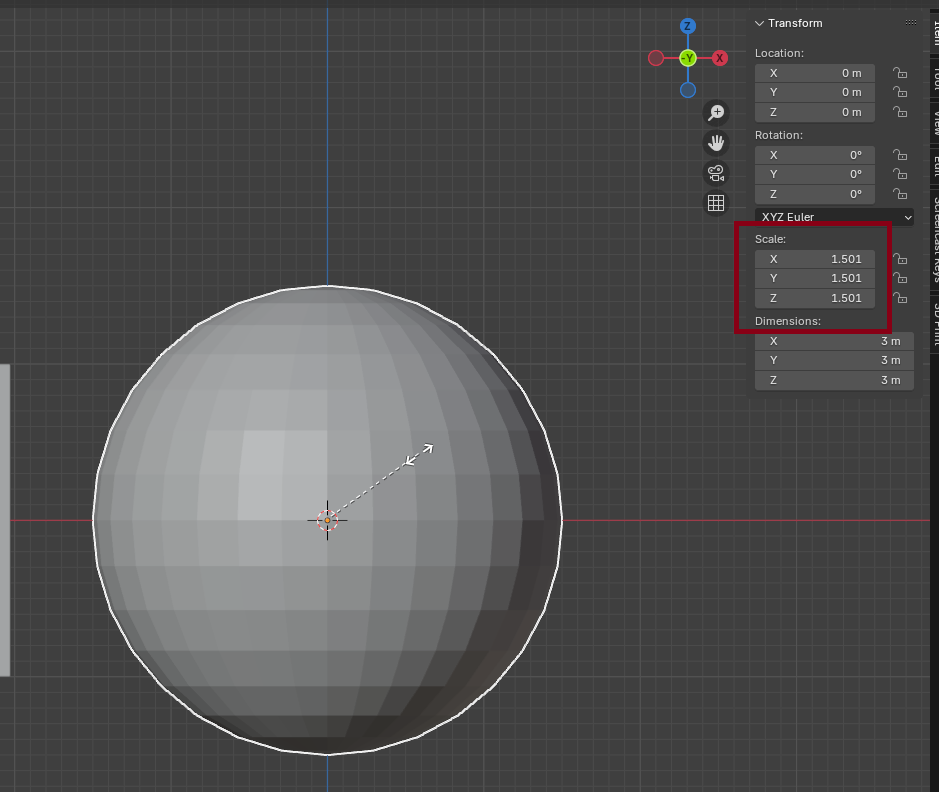 Transform
Location:
X 0 m
Y 0 m
Z 0 m
Rotation:
X 0°
Y 0°
Z 0°
XYZ Euler
Scale:
X 1.501
Y 1.501
Z 1.501
Dimensions:
X 3 m
Y 3 m
Z 3 m
Z
-Y
X
Item
Tool
View
Edit
Screencast Keys
3D Print